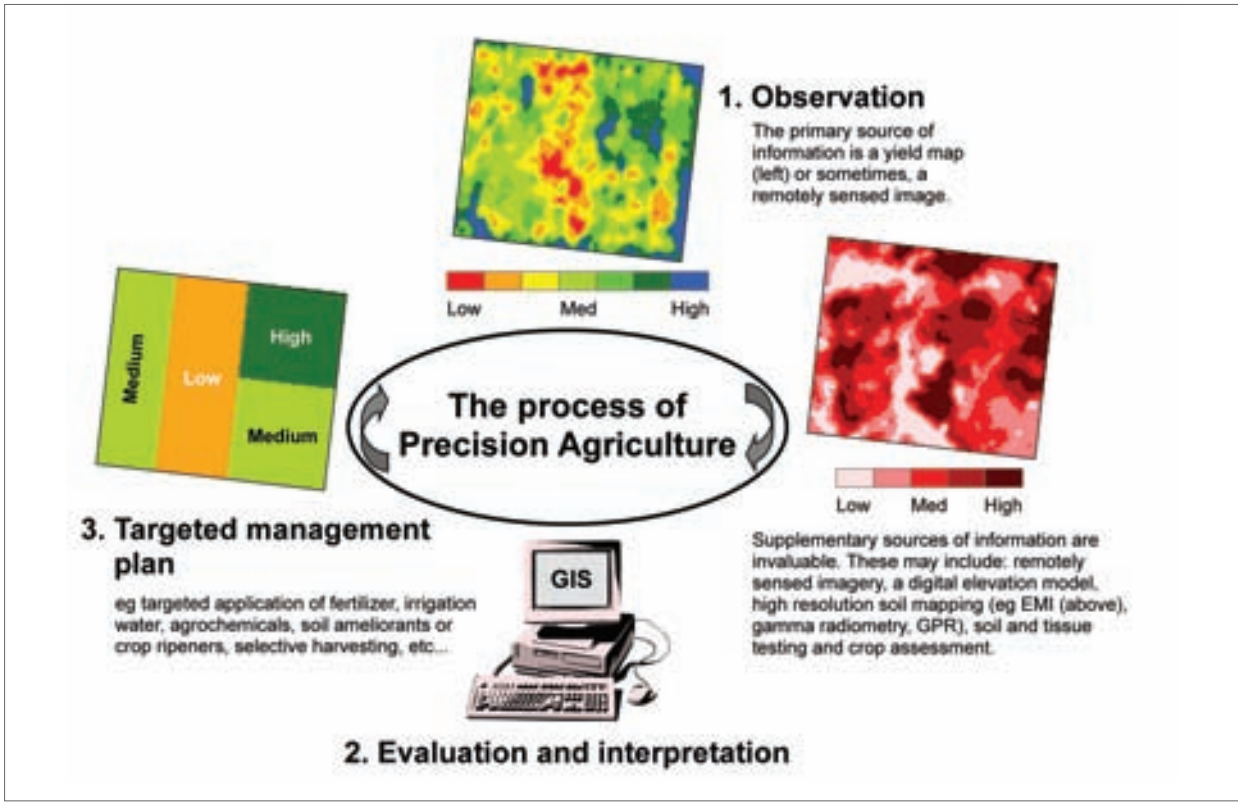 1. Observation
The primary source of
information is a yield map
(left) or sometimes, a
remotely sensed image.
Low Med High
Low Med High
Supplementary sources of information are
invaluable. These may include: remotely
sensed imagery, a digital elevation model,
high resolution soil mapping (eg EMI (above),
gamma radiometry, GPR), soil and tissue
testing and crop assessment.
The process of
Precision Agriculture
GIS
2. Evaluation and interpretation
Medium
Low
High
Medium
3. Targeted management
plan
eg targeted application of fertilizer, irrigation
water, agrochemicals, soil ameliorants or
crop ripeners, selective harvesting, etc...